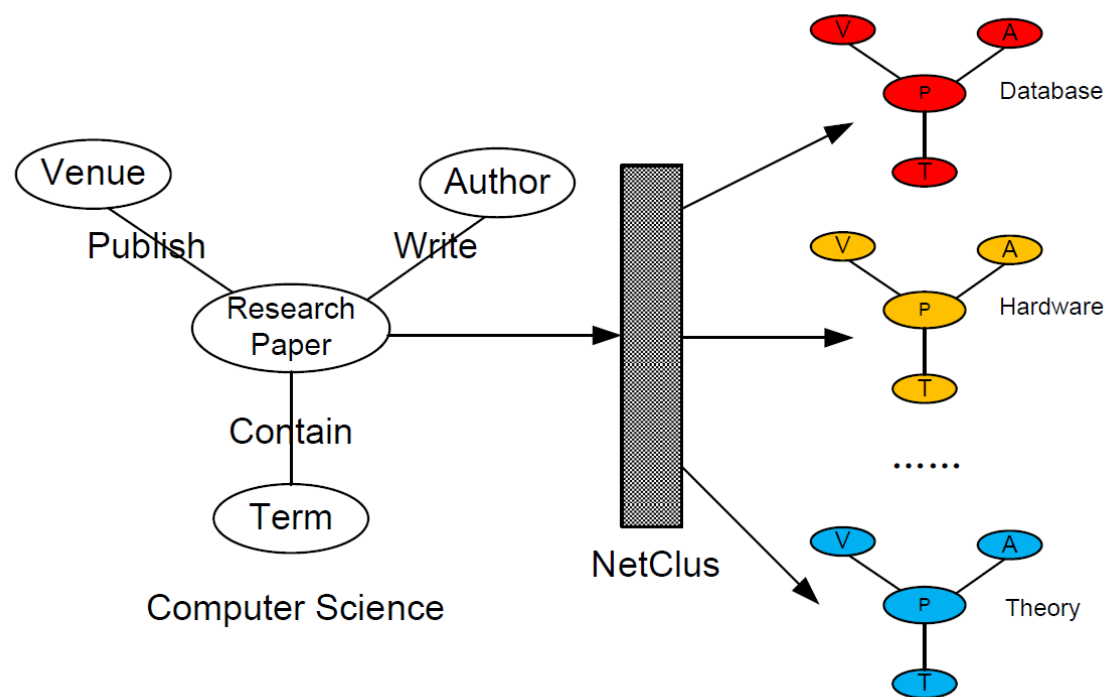 Venue
Author
Publish
Write
Research
Paper
Contain
Term
Computer Science
NetClus
V
A
P
Database
T
V
A
P
Hardware
T
......
V
A
P
Theory
T